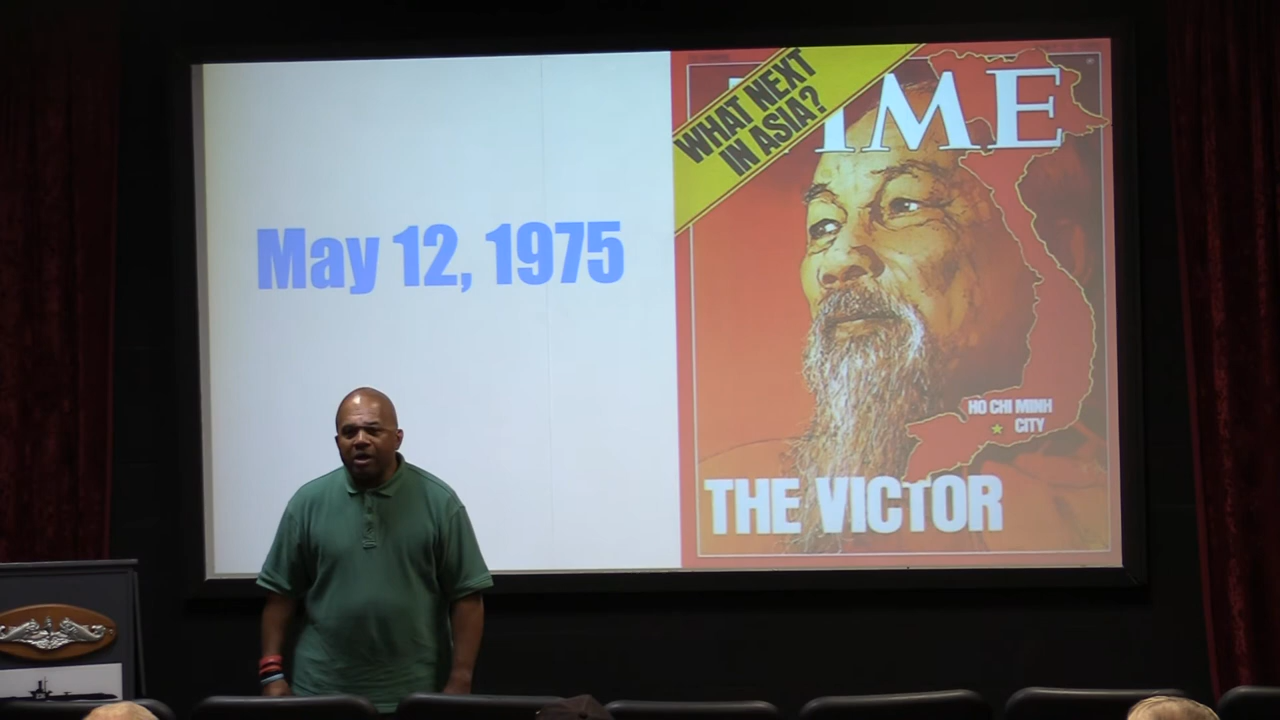 May 12, 1975
WHAT NEXT
IN ASIA?
TIME
HO CHI MINH
CITY
THE VICTOR